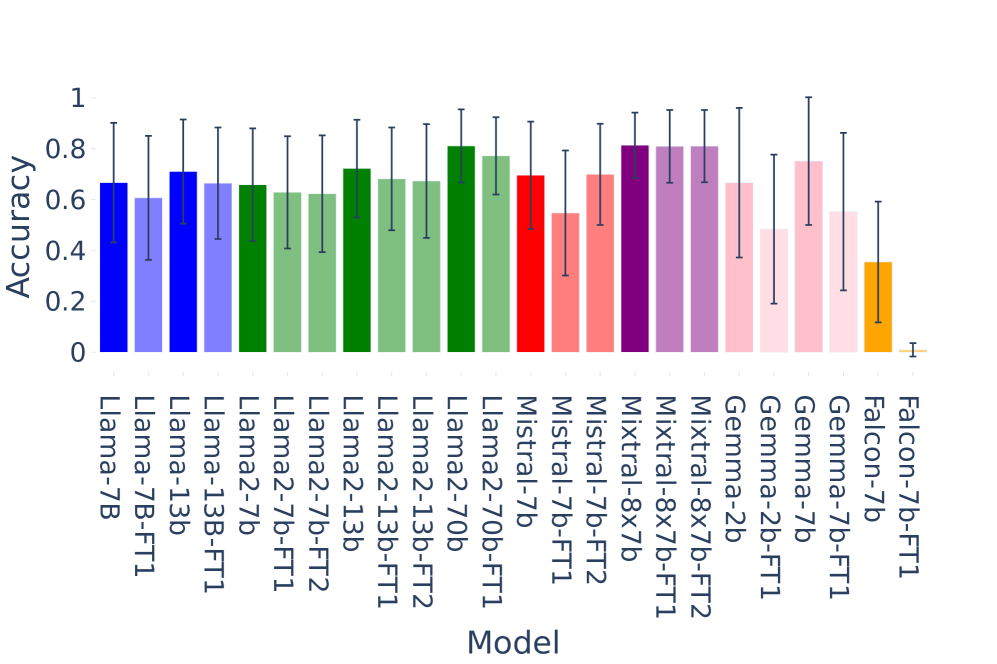 1
0.8
0.6
0.4
0.2
0
Accuracy
Llama-7B
Llama-7B-FT1
Llama-13b
Llama-13B-FT1
Llama2-7b
Llama2-7b-FT1
Llama2-7b-FT2
Llama2-13b
Llama2-13b-FT1
Llama2-13b-FT2
Llama2-70b
Llama2-70b-FT1
Mistral-7b
Mistral-7b-FT1
Mistral-7b-FT2
Mixtral-8x7b
Mixtral-8x7b-FT1
Mixtral-8x7b-FT2
Gemma-2b
Gemma-2b-FT1
Gemma-7b
Gemma-7b-FT1
Falcon-7b
Falcon-7b-FT1
Model